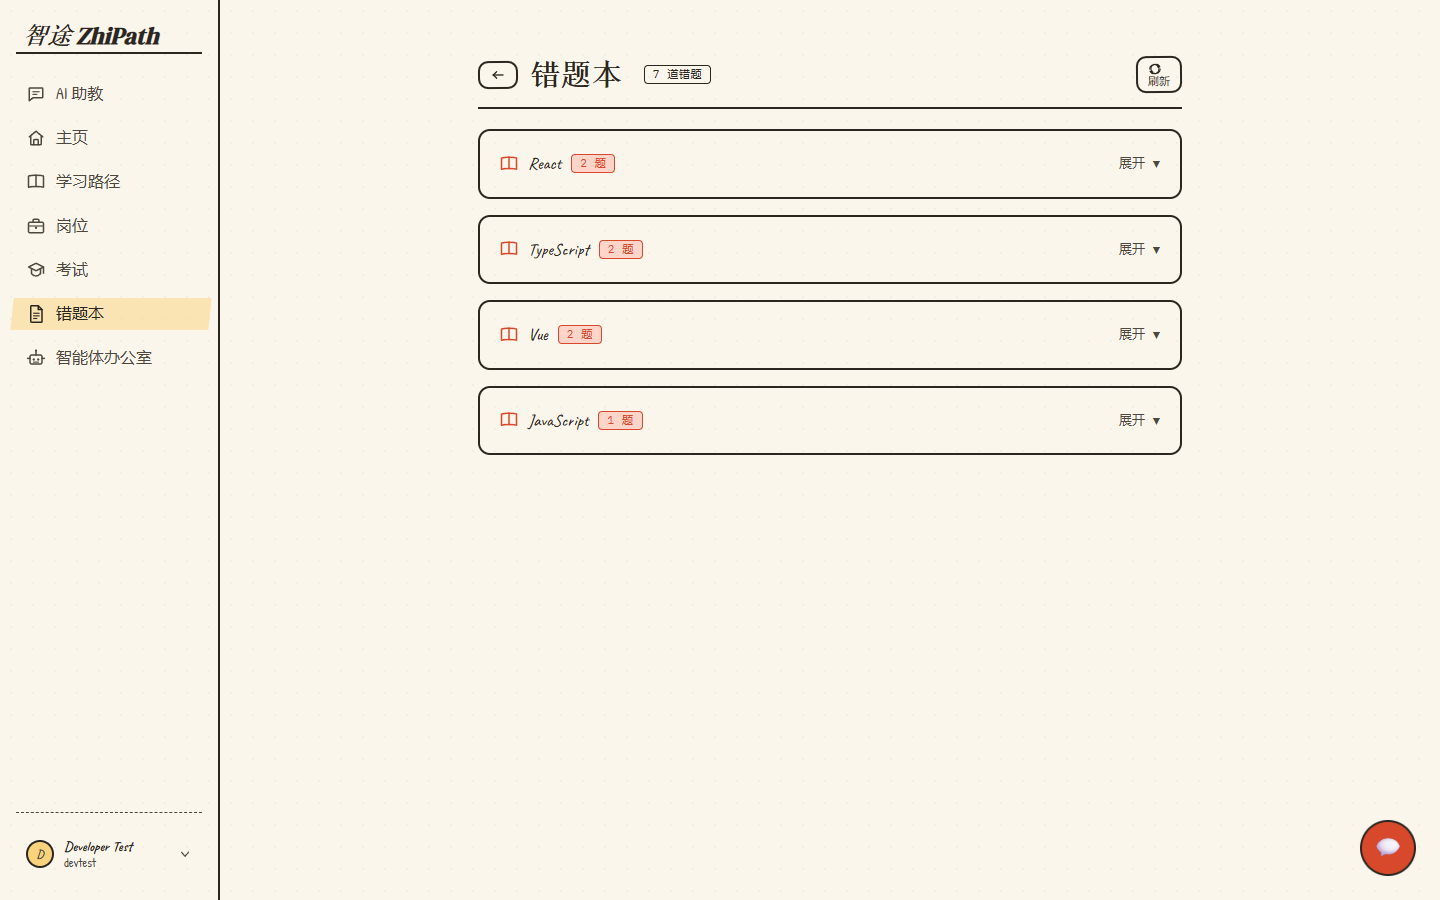 智途 ZhiPath
AI 助教
主页
学习路径
岗位
考试
错题本
智能体办公室
Developer Test
devtest
D
错题本
7 道错题
刷新
React 2 题 展开 ▼
TypeScript 2 题 展开 ▼
Vue 2 题 展开 ▼
JavaScript 1 题 展开 ▼